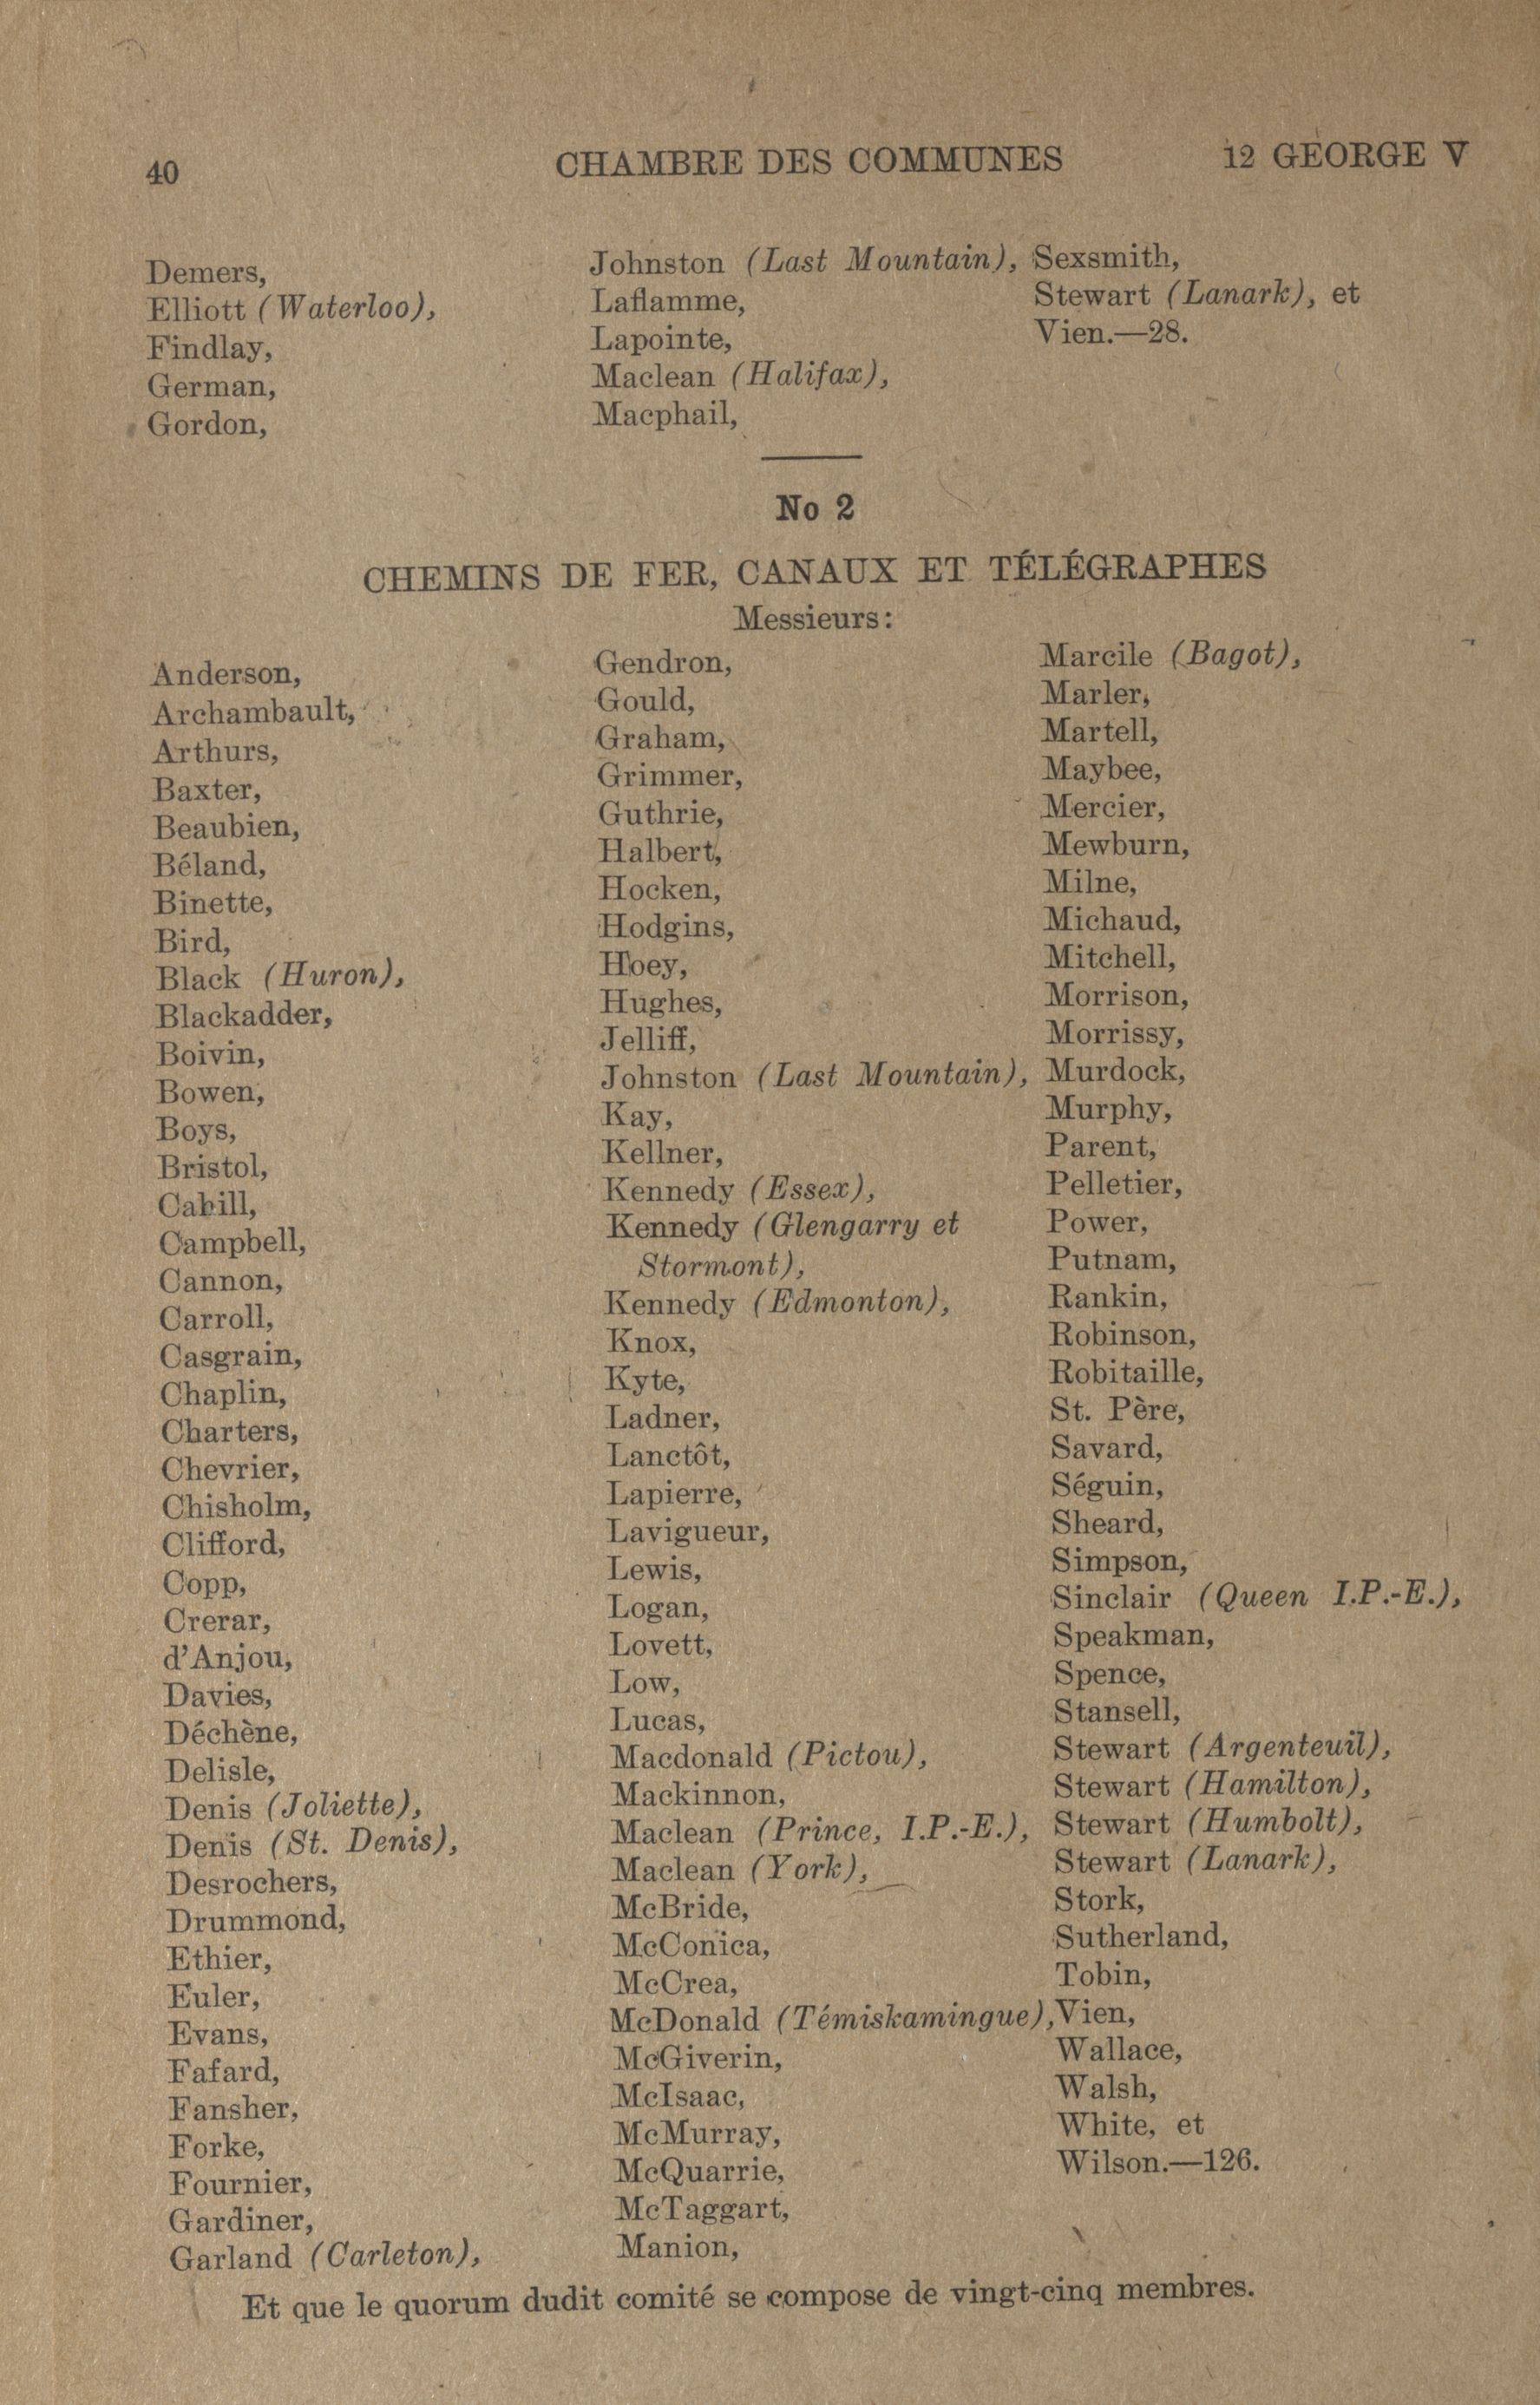 40
CHAMBRE DES COMMUNES
12 GEORGE V
Demers,
Elliott (Waterloo),
Findlay,
German,
Gordon,
Johnston (Last Mountain),
Laflamme,
Lapointe,
Maclean (Halifax),
Macphail,
Sexsmith,
Stewart (Lanark), et
Vien.—28.
No 2
CHEMINS DE FER, CANAUX ET TÉLÉGRAPHES
Messieurs:
Anderson,
Archambault,
Arthurs,
Baxter,
Beaubien,
Béland,
Binette,
Bird,
Black (Huron),
Blackadder,
Boivin,
Bowen,
Boys,
Bristol,
Cahill,
Campbell,
Cannon,
Carroll,
Casgrain,
Chaplin,
Charters,
Chevrier,
Chisholm,
Clifford,
Copp,
Crerar,
d'Anjou,
Davies,
Déchène,
Delisle,
Denis (Joliette),
Denis (St. Denis),
Desrochers,
Drummond,
Ethier,
Euler,
Evans,
Fafard,
Fansher,
Forke,
Fournier,
Gardiner,
Garland (Carleton),
Gendron,
Gould,
Graham,
Grimmer,
Guthrie,
Halbert,
Hocken,
Hodgins,
Hoey,
Hughes,
Jelliff,
Johnston (Last Mountain),
Kay,
Kellner,
Kennedy (Essex),
Kennedy (Glengarry et
Stormont),
Kennedy (Edmonton),
Knox,
Kyte,
Ladner,
Lanctôt,
Lapierre,
Lavigueur,
Lewis,
Logan,
Lovett,
Low,
Lucas,
Macdonald (Pictou),
Mackinnon,
Maclean (Prince, I.P.-E.),
Maclean (York),
McBride,
McConica,
McCrea,
McDonald (Témiskamingue),
McGiverin,
McIsaac,
McMurray,
McQuarrie,
McTaggart,
Manion,
Marcile (Bagot),
Marler,
Martell,
Maybee,
Mercier,
Mewburn,
Milne,
Michaud,
Mitchell,
Morrison,
Morrissy,
Murdock,
Murphy,
Parent,
Pelletier,
Power,
Putnam,
Rankin,
Robinson,
Robitaille,
St. Père,
Savard,
Séguin,
Sheard,
Simpson,
Sinclair (Queen I.P.-E.),
Speakman,
Spence,
Stansell,
Stewart (Argenteuil),
Stewart (Hamilton),
Stewart (Humbolt),
Stewart (Lanark),
Stork,
Sutherland,
Tobin,
Vien,
Wallace,
Walsh,
White, et
Wilson.—126.
Et que le quorum dudit comité se compose de vingt-cinq membres.